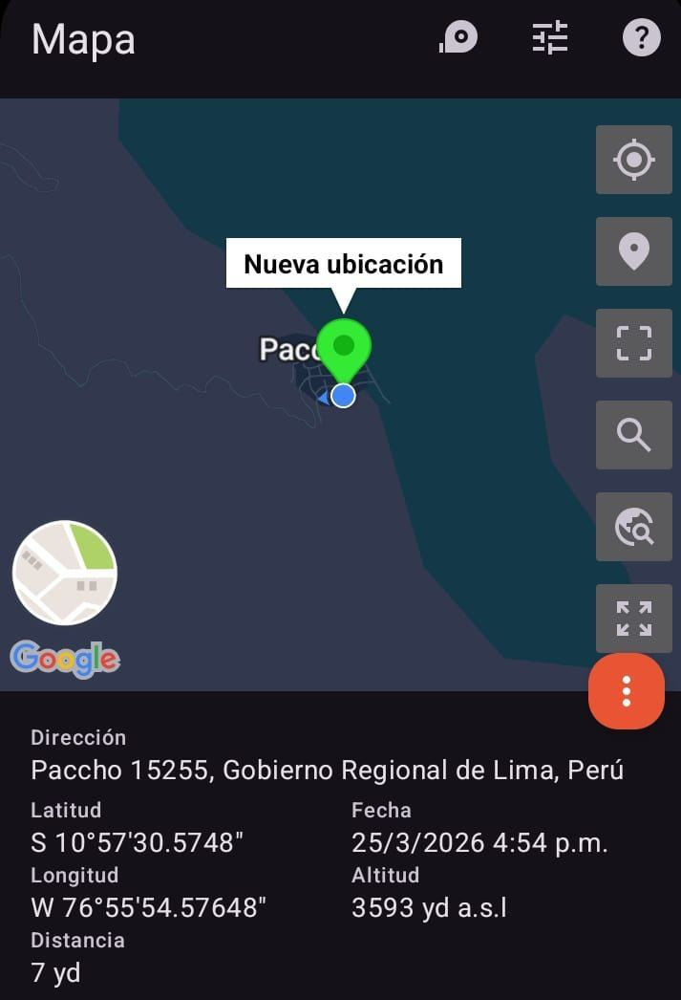 Mapa
Nueva ubicación
Google
Dirección
Paccho 15255, Gobierno Regional de Lima, Perú
Latitud
S 10°57'30.5748"
Fecha
25/3/2026 4:54 p.m.
Longitud
W 76°55'54.57648"
Altitud
3593 yd a.s.l
Distancia
7 yd